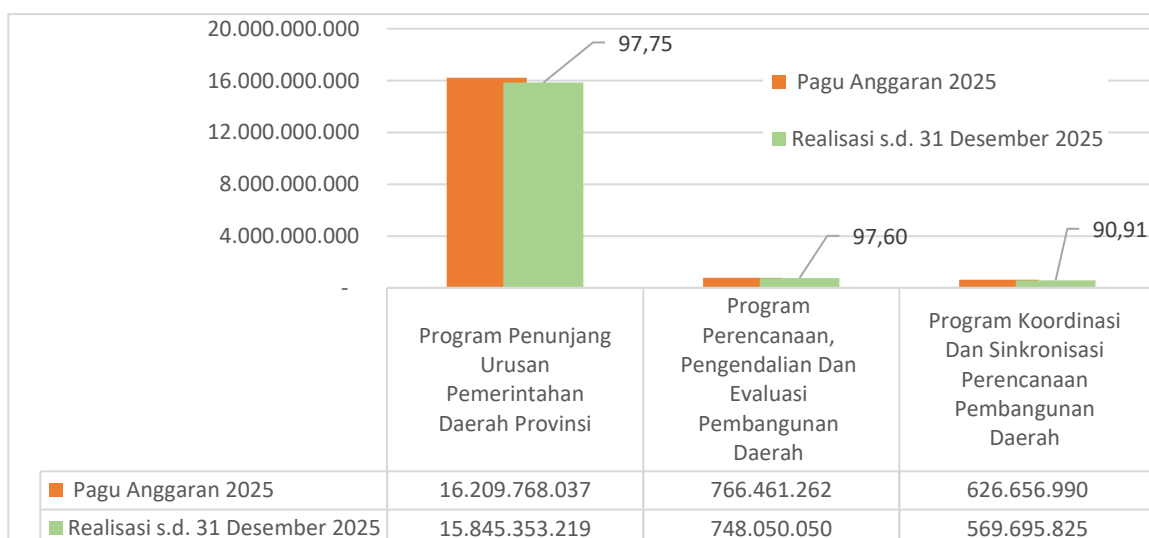 20.000.000.000
16.000.000.000
12.000.000.000
8.000.000.000
4.000.000.000
-
97,75
97,60
90,91
Pagu Anggaran 2025
Realisasi s.d. 31 Desember 2025
Program Penunjang
Urusan
Pemerintahan
Daerah Provinsi
Program
Perencanaan,
Pengendalian Dan
Evaluasi
Pembangunan
Daerah
Program Koordinasi
Dan Sinkronisasi
Perencanaan
Pembangunan
Daerah
Pagu Anggaran 2025 16.209.768.037 766.461.262 626.656.990
Realisasi s.d. 31 Desember 2025 15.845.353.219 748.050.050 569.695.825